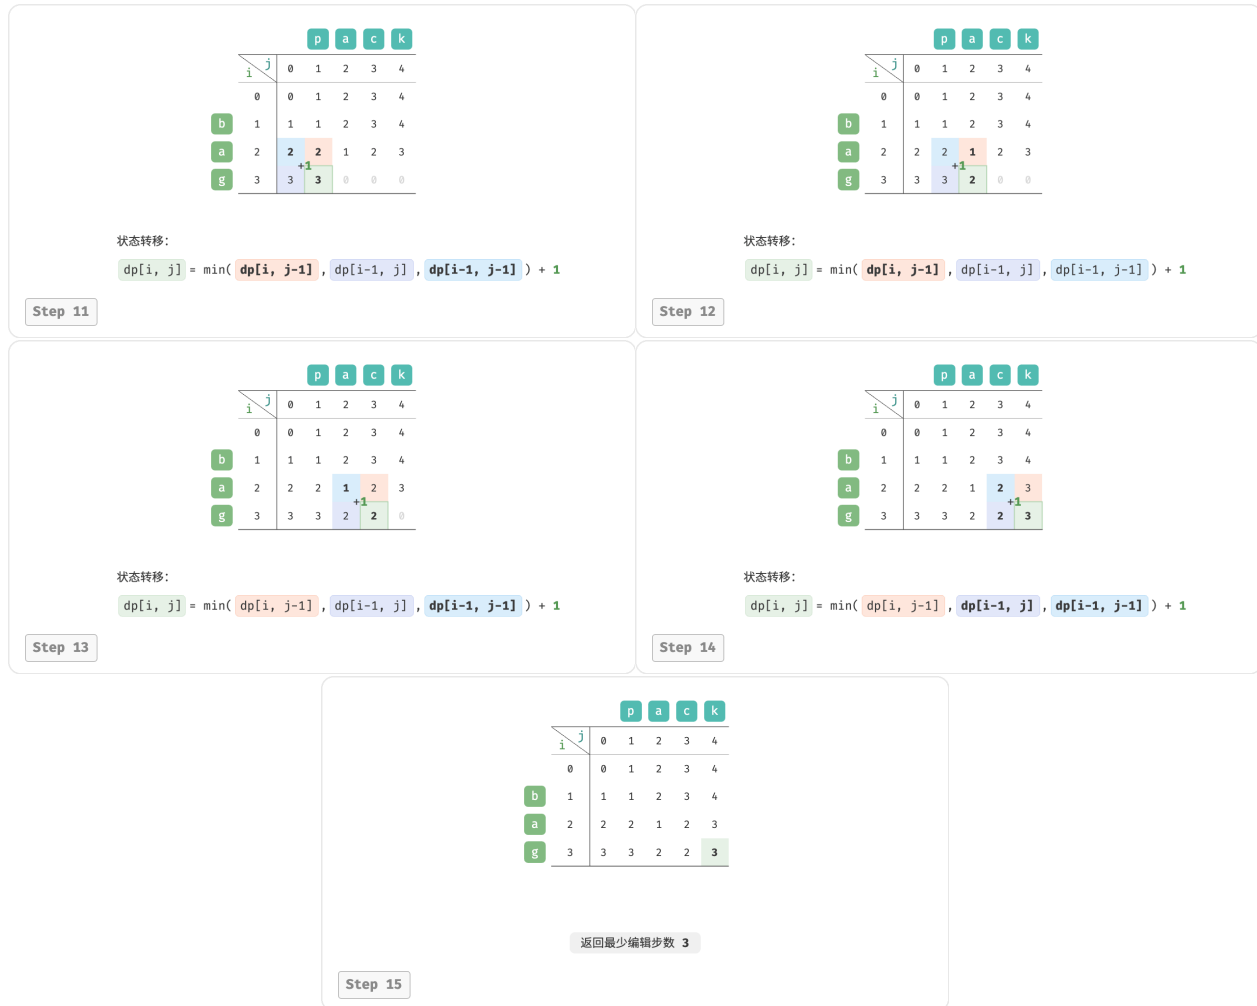 p a c k
i j 0 1 2 3 4
0 0 1 2 3 4
b 1 1 1 2 3 4
a 2 2 2 1 2 3
+1
g 3 3 3 0 0 0
状态转移：
dp[i, j] = min( dp[i, j-1] , dp[i-1, j] , dp[i-1, j-1] ) + 1
Step 11
p a c k
i j 0 1 2 3 4
0 0 1 2 3 4
b 1 1 1 2 3 4
a 2 2 2 1 2 3
+1
g 3 3 3 2 0 0
状态转移：
dp[i, j] = min( dp[i, j-1] , dp[i-1, j] , dp[i-1, j-1] ) + 1
Step 12
p a c k
i j 0 1 2 3 4
0 0 1 2 3 4
b 1 1 1 2 3 4
a 2 2 2 1 2 3
+1
g 3 3 3 2 2 0
状态转移：
dp[i, j] = min( dp[i, j-1] , dp[i-1, j] , dp[i-1, j-1] ) + 1
Step 13
p a c k
i j 0 1 2 3 4
0 0 1 2 3 4
b 1 1 1 2 3 4
a 2 2 2 1 2 3
+1
g 3 3 3 2 2 3
状态转移：
dp[i, j] = min( dp[i, j-1] , dp[i-1, j] , dp[i-1, j-1] ) + 1
Step 14
p a c k
i j 0 1 2 3 4
0 0 1 2 3 4
b 1 1 1 2 3 4
a 2 2 2 1 2 3
g 3 3 3 2 2 3
返回最少编辑步数 3
Step 15